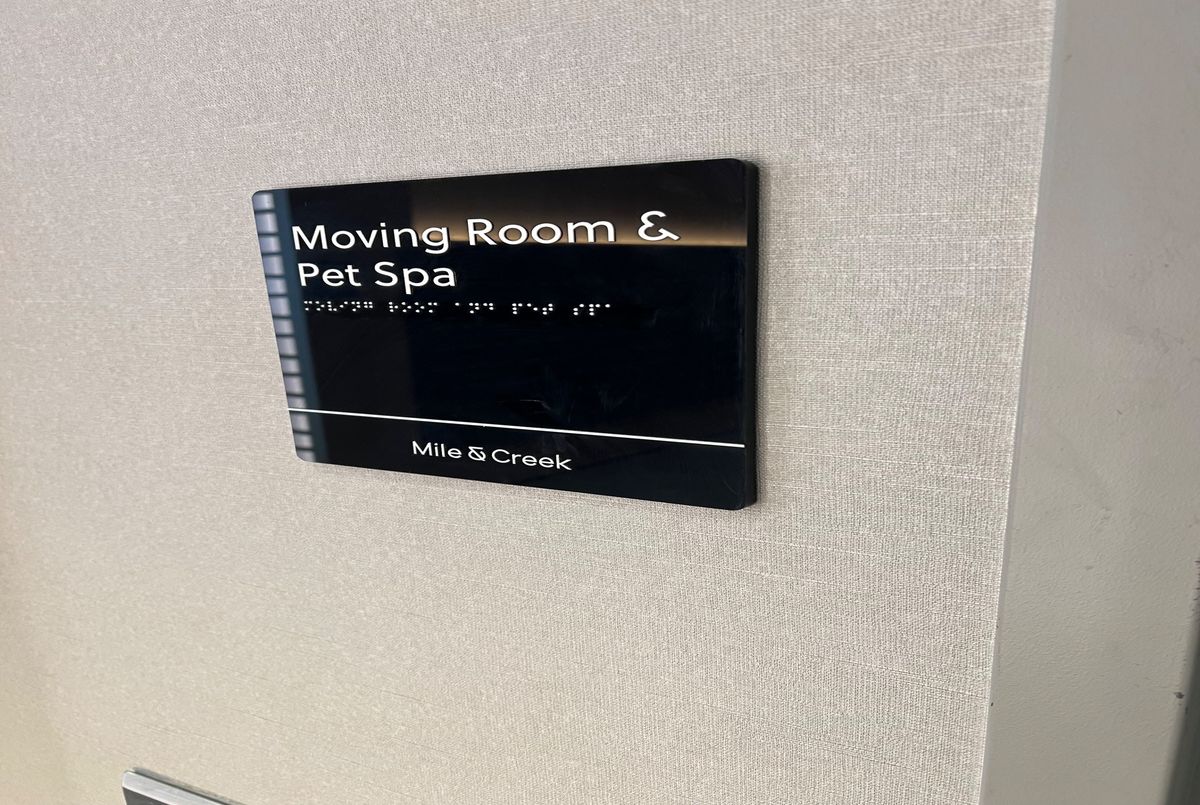 Moving Room &
Pet Spa
⠍⠕⠧⠊⠝⠛ ⠗⠕⠕⠍ ⠁⠝⠙ ⠏⠑⠞ ⠎⠏⠁
Mile & Creek